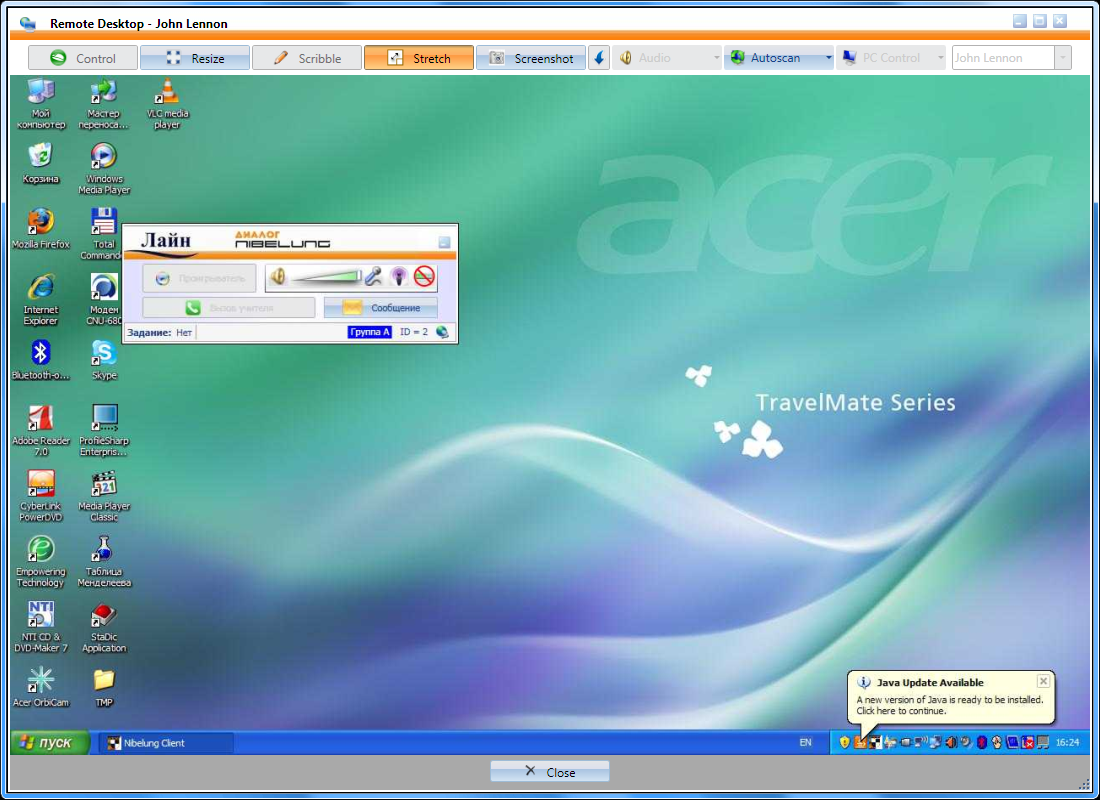 Remote Desktop - John Lennon
Control
Resize
Scribble
Stretch
Screenshot
Audio
Autoscan
PC Control
John Lennon
Мой
компьютер
Мастер
переноса...
VLC media
player
Корзина
Windows
Media Player
Mozilla Firefox
Total
Command
Internet
Explorer
Модем
CNU-680
Bluetooth-о...
Skype
Adobe Reader
7.0
ProfileSharp
Enterpris...
CyberLink
PowerDVD
Media Player
Classic
321
Empowering
Technology
Таблица
Менделеева
NTI
NTI CD &
DVD-Maker 7
StaDic
Application
Acer OrbiCam
TMP
Лайн
ДИАЛОГ
NIBELUNG
Проигрыватель
Вызов учителя
Сообщение
Задание: Нет
Группа A
ID = 2
acer
TravelMate Series
Java Update Available
A new version of Java is ready to be installed.
Click here to continue.
пуск
Nibelung Client
EN
16:24
Close